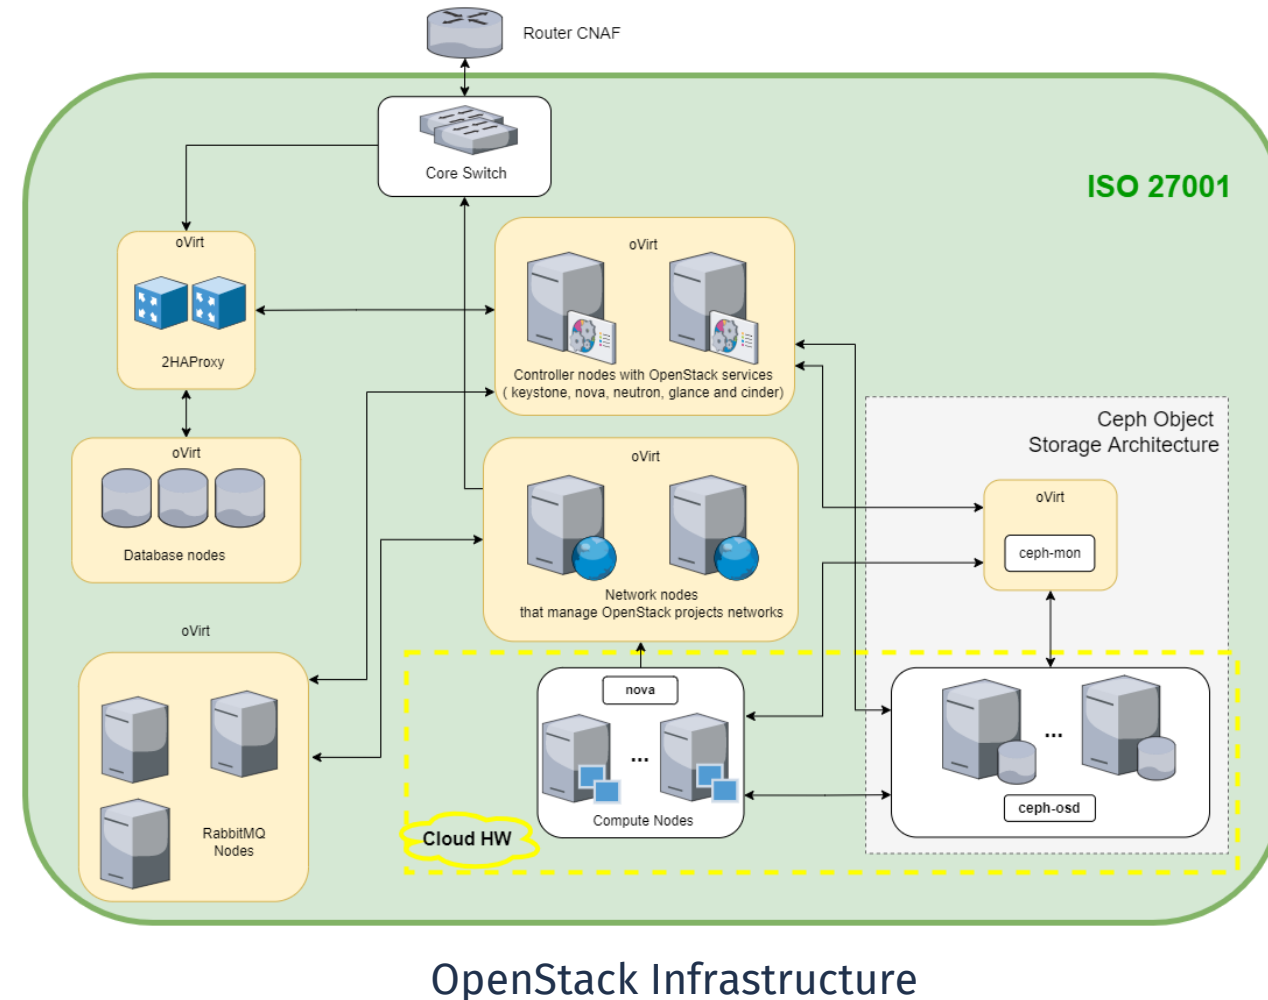 Router CNAF
Core Switch
ISO 27001
oVirt
2HAProxy
oVirt
Controller nodes with OpenStack services
( keystone, nova, neutron, glance and cinder)
oVirt
Database nodes
oVirt
Network nodes
that manage OpenStack projects networks
Ceph Object
Storage Architecture
oVirt
ceph-mon
oVirt
RabbitMQ
Nodes
nova
...
Compute Nodes
...
ceph-osd
Cloud HW
OpenStack Infrastructure